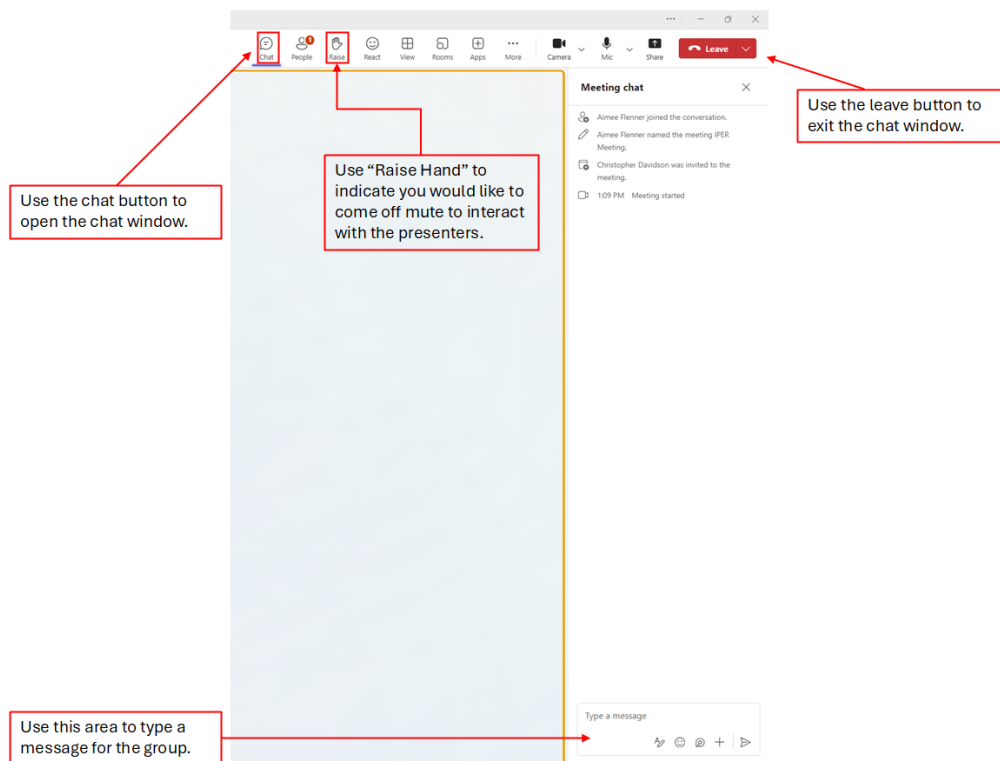 Chat
People
1
Raise
React
View
Rooms
Apps
More
Camera
Mic
Share
Leave
Meeting chat
Aimee Flenner joined the conversation.
Aimee Flenner named the meeting IPER
Meeting.
Christopher Davidson was invited to the
meeting.
1:09 PM Meeting started
Use the leave button to
exit the chat window.
Use "Raise Hand" to
indicate you would like to
come off mute to interact
with the presenters.
Use the chat button to
open the chat window.
Use this area to type a
message for the group.
Type a message